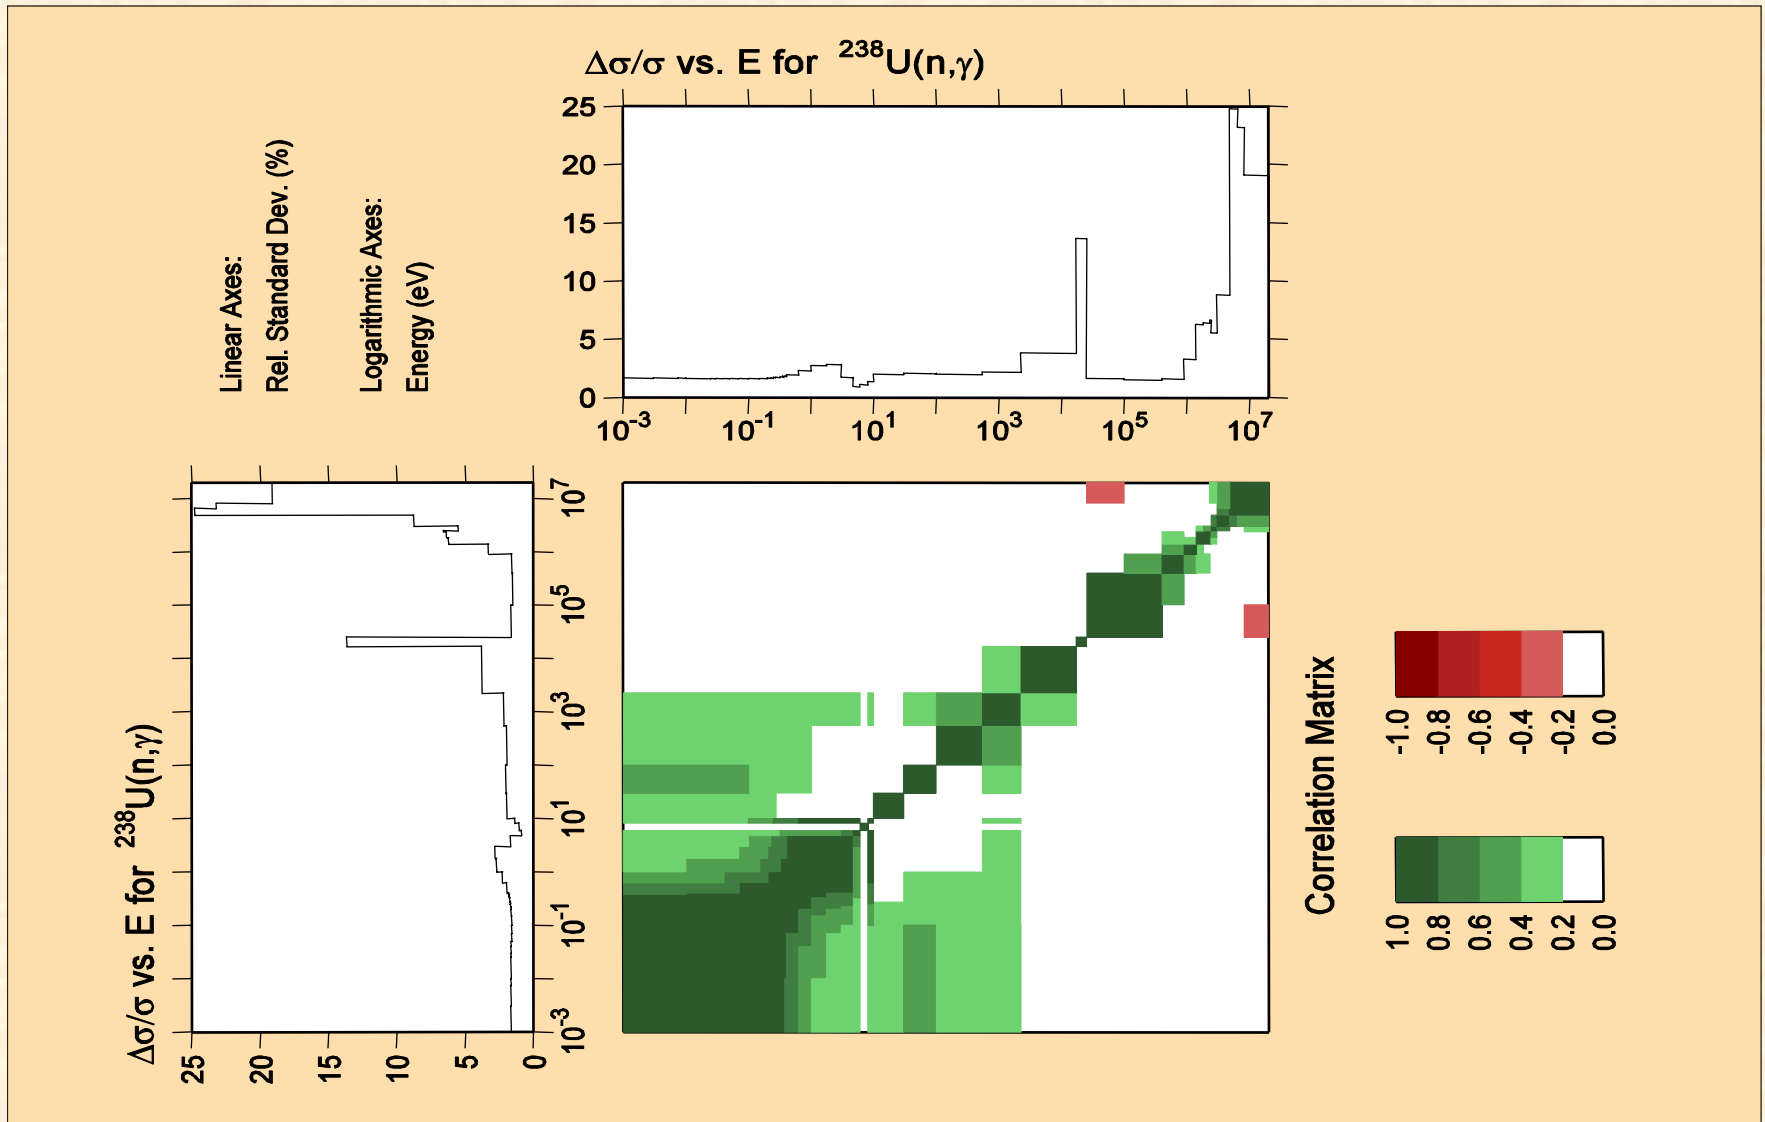 Δσ/σ vs. E for ²³⁸U(n,γ)
25
20
15
10
5
0
10⁻³ 10⁻¹ 10¹ 10³ 10⁵ 10⁷
Linear Axes:
Rel. Standard Dev. (%)
Logarithmic Axes:
Energy (eV)
Δσ/σ vs. E for ²³⁸U(n,γ)
25 20 15 10 5 0
10⁷
10⁵
10³
10¹
10⁻¹
10⁻³
Correlation Matrix
-1.0 -0.8 -0.6 -0.4 -0.2 0.0
1.0 0.8 0.6 0.4 0.2 0.0